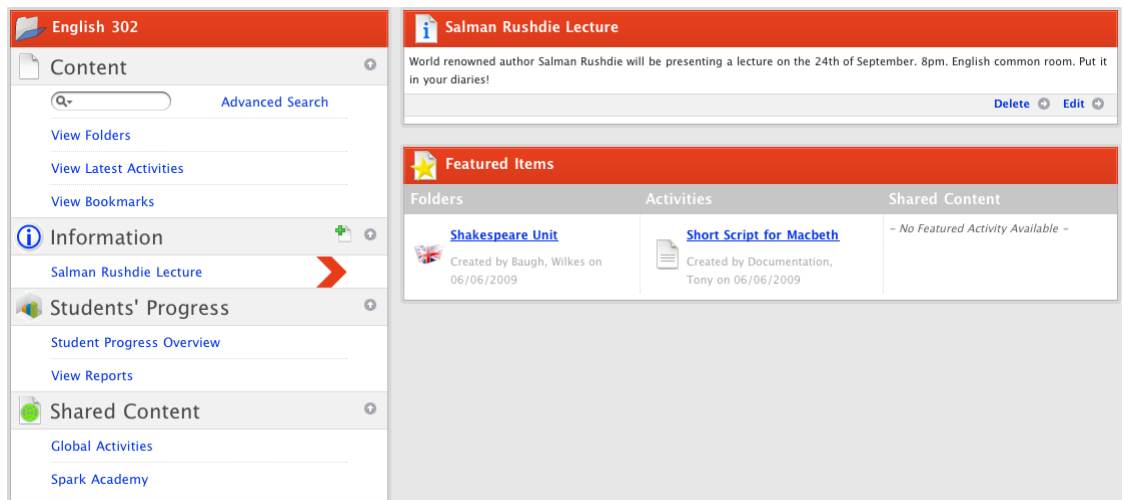 English 302
Content
Advanced Search
View Folders
View Latest Activities
View Bookmarks
Information
Salman Rushdie Lecture
Students' Progress
Student Progress Overview
View Reports
Shared Content
Global Activities
Spark Academy
Salman Rushdie Lecture
World renowned author Salman Rushdie will be presenting a lecture on the 24th of September. 8pm. English common room. Put it
in your diaries!
Delete Edit
Featured Items
Folders Activities Shared Content
Shakespeare Unit
Created by Baugh, Wilkes on
06/06/2009
Short Script for Macbeth
Created by Documentation,
Tony on 06/06/2009
– No Featured Activity Available –